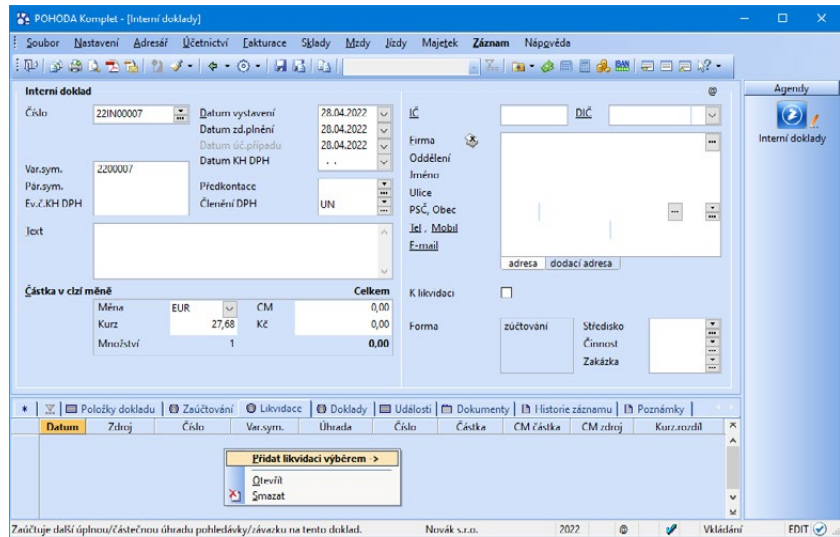 POHODA Komplet - [Interní doklady]
Soubor Nastavení Adresář Účetnictví Fakturace Sklady Mzdy Jízdy Majetek Záznam Nápověda
Interní doklad
@
Číslo 22IN00007
Datum vystavení 28.04.2022
Datum zd.plnění 28.04.2022
Datum úč.případu 28.04.2022
Datum KH DPH . .
Var.sym. 2200007
Pár.sym.
Ev.č.KH DPH
Předkontace
Členění DPH UN
Text
IČ
DIČ
Firma
Oddělení
Jméno
Ulice
PSČ, Obec
Tel , Mobil
E-mail
adresa dodací adresa
Částka v cizí měně Celkem
Měna EUR CM 0,00
Kurz 27,68 Kč 0,00
Množství 1 0,00
K likvidaci
Forma zúčtování
Středisko
Činnost
Zakázka
Agendy
Interní doklady
* Položky dokladu Zaúčtování Likvidace Doklady Události Dokumenty Historie záznamu Poznámky
Datum Zdroj Číslo Var.sym. Úhrada Číslo Částka CM částka CM zdroj Kurz.rozdíl
Přidat likvidaci výběrem ->
Otevřít
Smazat
Zaúčtuje další úplnou/částečnou úhradu pohledávky/závazku na tento doklad. Novák s.r.o. 2022 @ Vkládání EDIT